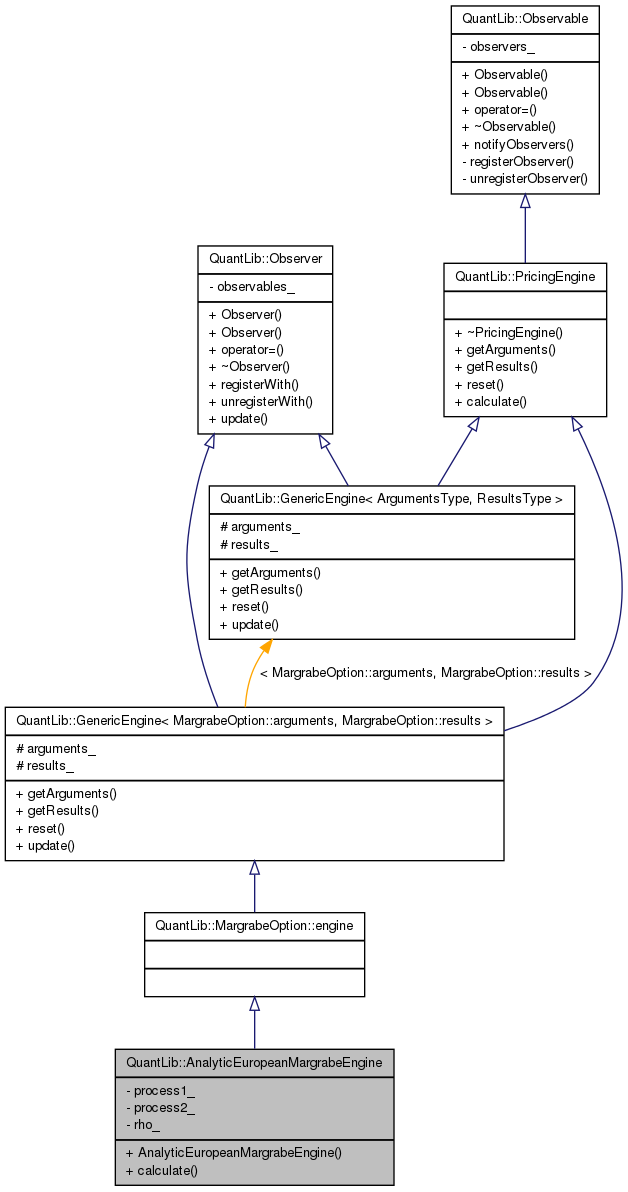 QuantLib::Observable
- observers_
+ Observable()
+ Observable()
+ operator=()
+ ~Observable()
+ notifyObservers()
- registerObserver()
- unregisterObserver()
QuantLib::Observer
- observables_
+ Observer()
+ Observer()
+ operator=()
+ ~Observer()
+ registerWith()
+ unregisterWith()
+ update()
QuantLib::PricingEngine
+ ~PricingEngine()
+ getArguments()
+ getResults()
+ reset()
+ calculate()
QuantLib::GenericEngine< ArgumentsType, ResultsType >
# arguments_
# results_
+ getArguments()
+ getResults()
+ reset()
+ update()
< MargrabeOption::arguments, MargrabeOption::results >
QuantLib::GenericEngine< MargrabeOption::arguments, MargrabeOption::results >
# arguments_
# results_
+ getArguments()
+ getResults()
+ reset()
+ update()
QuantLib::MargrabeOption::engine
QuantLib::AnalyticEuropeanMargrabeEngine
- process1_
- process2_
- rho_
+ AnalyticEuropeanMargrabeEngine()
+ calculate()